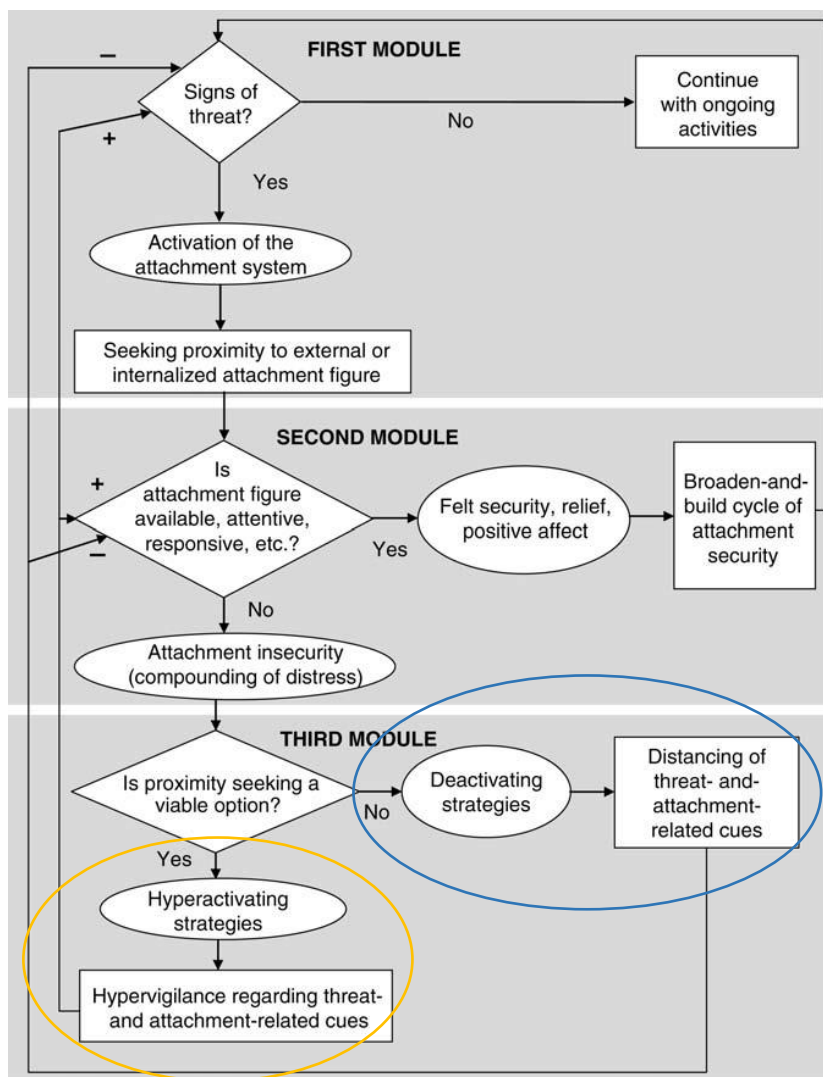 FIRST MODULE
–
Signs of
threat?
+
No
Continue
with ongoing
activities
Yes
Activation of the
attachment system
Seeking proximity to external or
internalized attachment figure
SECOND MODULE
+
Is
attachment figure
available, attentive,
responsive, etc.?
–
Yes
Felt security, relief,
positive affect
Broaden-and-
build cycle of
attachment
security
No
Attachment insecurity
(compounding of distress)
THIRD MODULE
Is proximity seeking a
viable option?
No
Deactivating
strategies
Distancing of
threat- and-
attachment-
related cues
Yes
Hyperactivating
strategies
Hypervigilance regarding threat-
and attachment-related cues